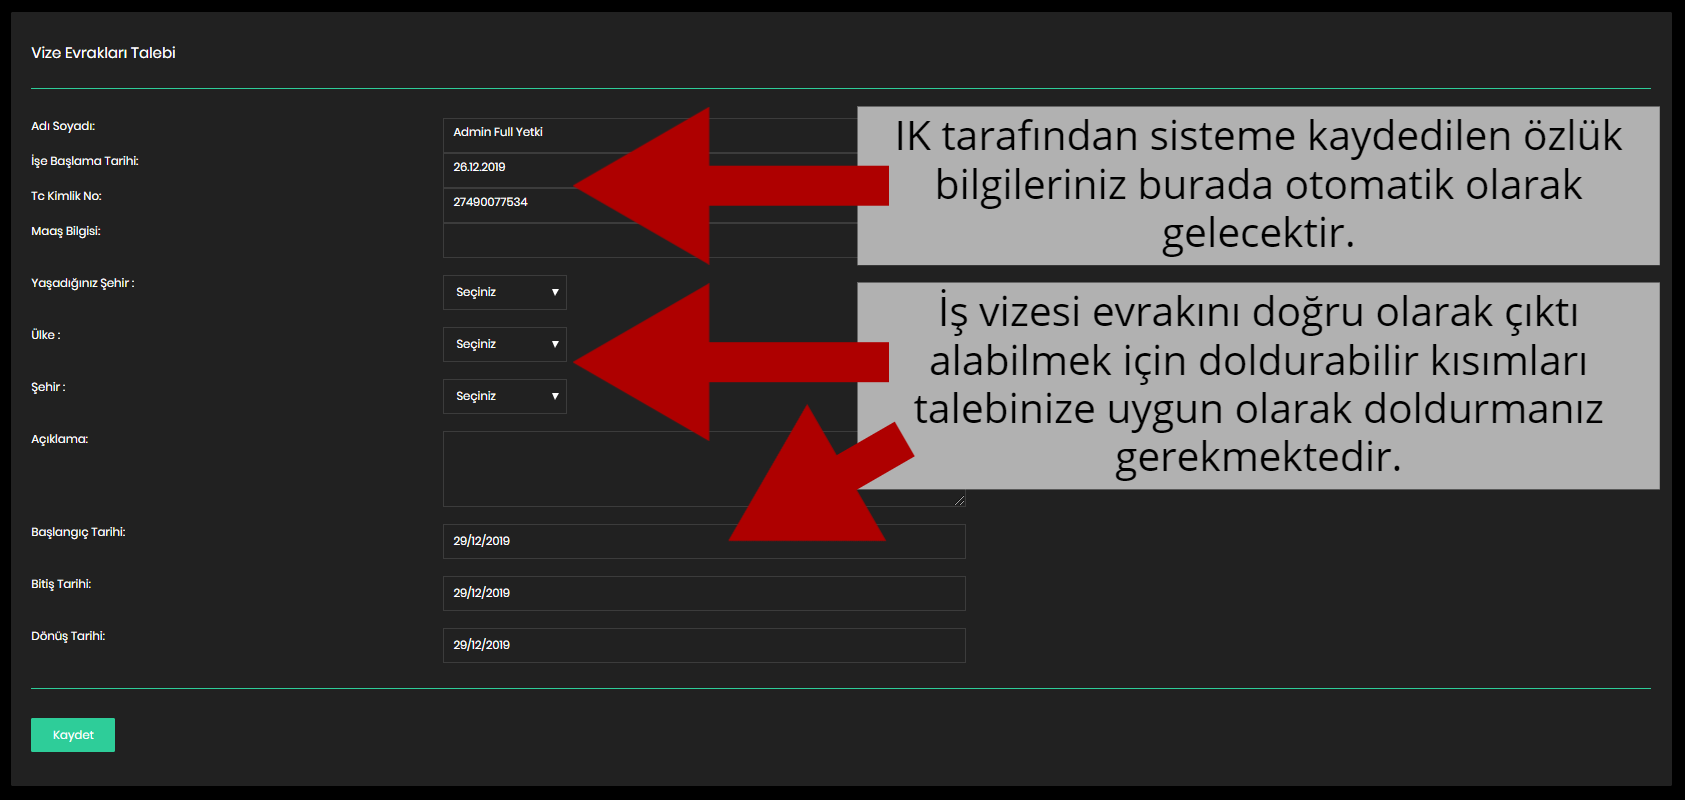 Vize Evrakları Talebi
Adı Soyadı:
Admin Full Yetki
İşe Başlama Tarihi:
26.12.2019
Tc Kimlik No:
27490077534
Maaş Bilgisi:
IK tarafından sisteme kaydedilen özlük
bilgileriniz burada otomatik olarak
gelecektir.
Yaşadığınız Şehir :
Seçiniz
Ülke :
Seçiniz
Şehir :
Seçiniz
İş vizesi evrakını doğru olarak çıktı
alabilmek için doldurabilir kısımları
talebinize uygun olarak doldurmanız
gerekmektedir.
Açıklama:
Başlangıç Tarihi:
29/12/2019
Bitiş Tarihi:
29/12/2019
Dönüş Tarihi:
29/12/2019
Kaydet